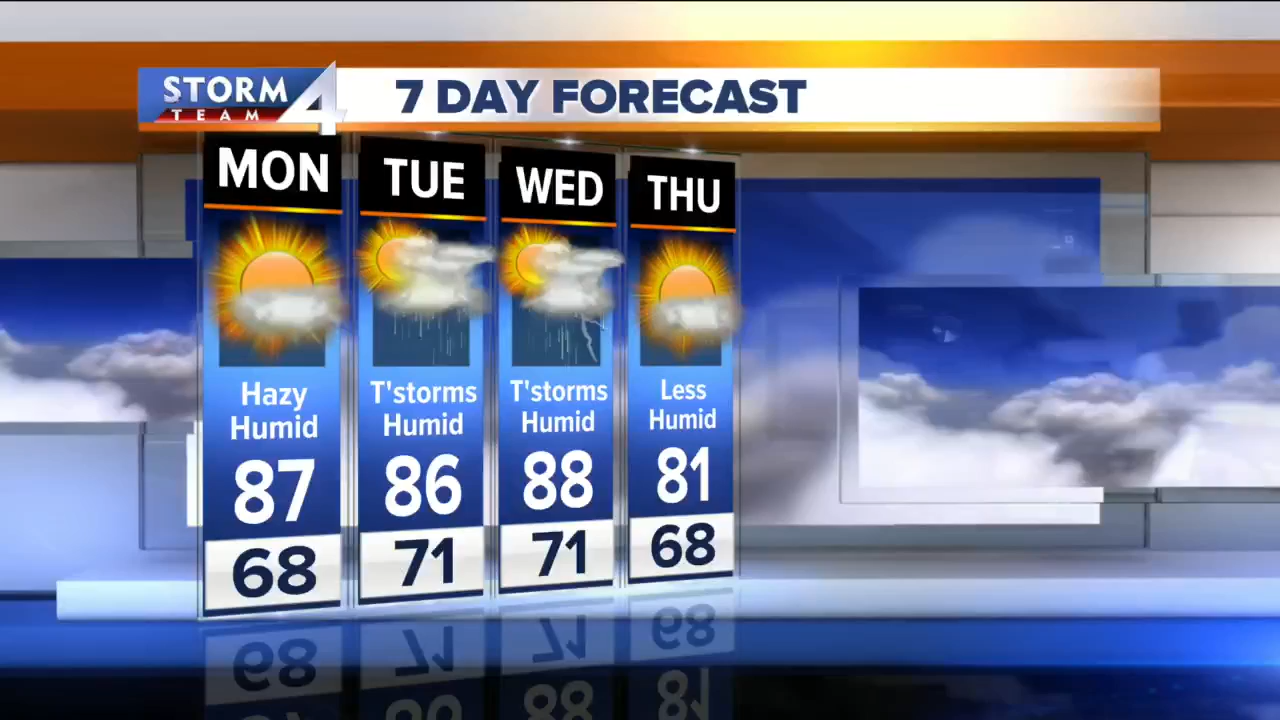 STORM
TEAM
4
7 DAY FORECAST
MON
Hazy
Humid
87
68
TUE
T'storms
Humid
86
71
WED
T'storms
Humid
88
71
THU
Less
Humid
81
68